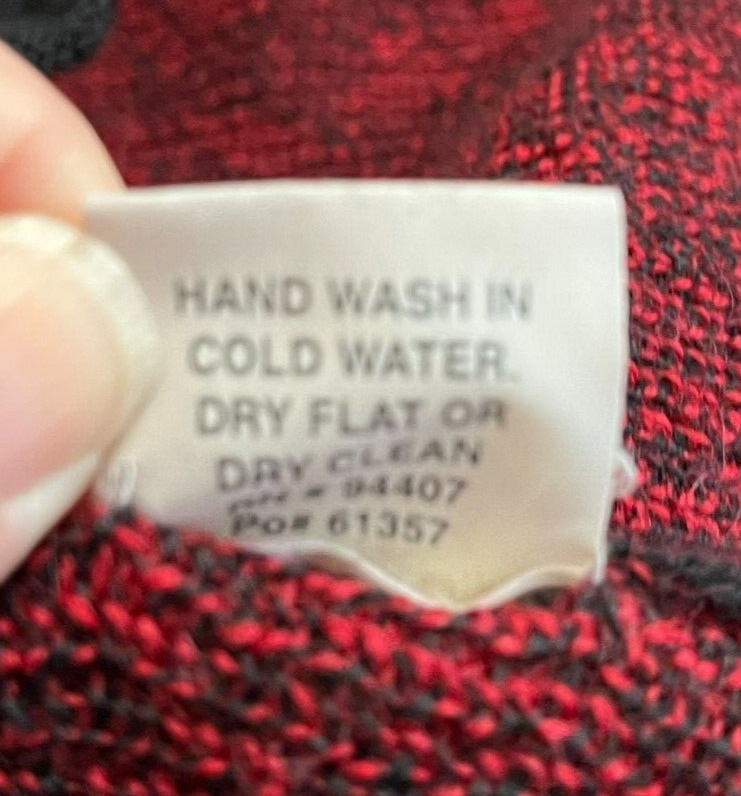 HAND WASH IN
COLD WATER.
DRY FLAT OR
DRY CLEAN
94407
PO# 61357